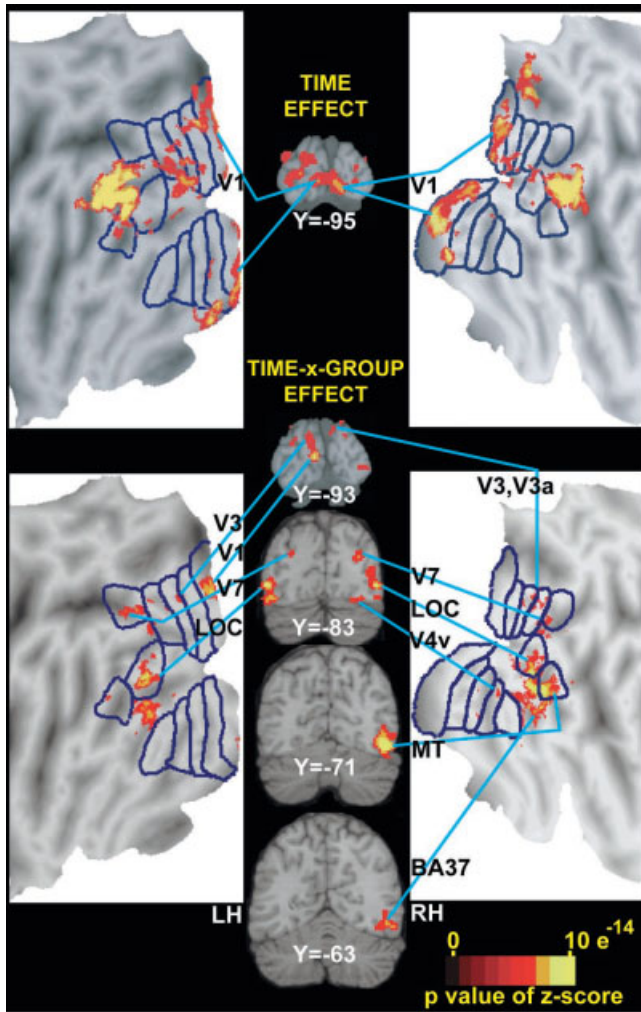 TIME
EFFECT
V1
V1
Y=-95
TIME-x-GROUP
EFFECT
Y=-93
V3,V3a
V3
V1
V7
V7
LOC
LOC
V4v
Y=-83
MT
Y=-71
BA37
LH
RH
Y=-63
0
10 e-14
p value of z-score